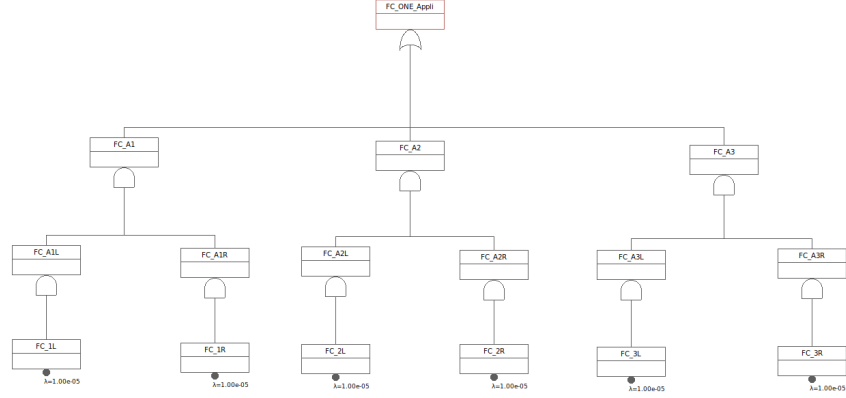 FC_ONE_Appli
FC_A1
FC_A2
FC_A3
FC_A1L
FC_A1R
FC_A2L
FC_A2R
FC_A3L
FC_A3R
FC_1L
FC_1R
FC_2L
FC_2R
FC_3L
FC_3R
λ=1.00e-05
λ=1.00e-05
λ=1.00e-05
λ=1.00e-05
λ=1.00e-05
λ=1.00e-05